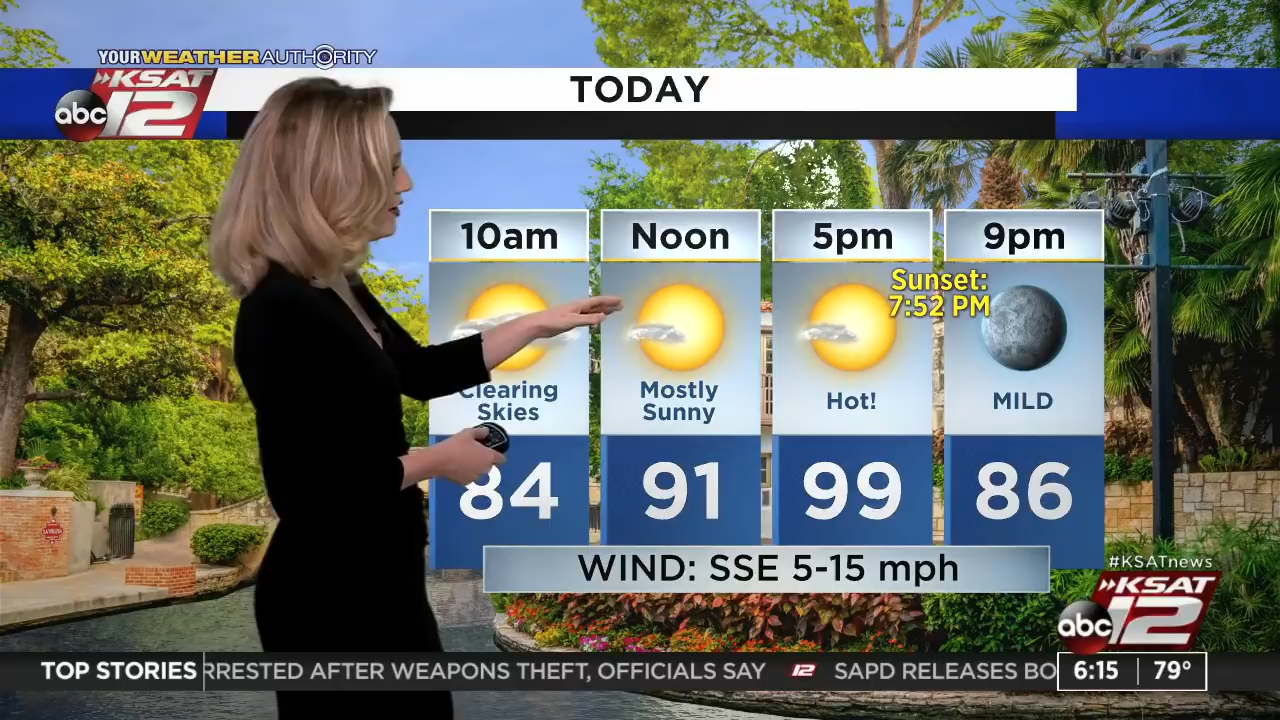 YOURWEATHERAUTHORITY
KSAT
abc 12
TODAY
10am
Noon
5pm
9pm
Sunset:
7:52 PM
Clearing
Skies
Mostly
Sunny
Hot!
MILD
84
91
99
86
WIND: SSE 5-15 mph
#KSATnews
KSAT
abc 12
TOP STORIES RRESTED AFTER WEAPONS THEFT, OFFICIALS SAY 12 SAPD RELEASES BO 6:15 79°